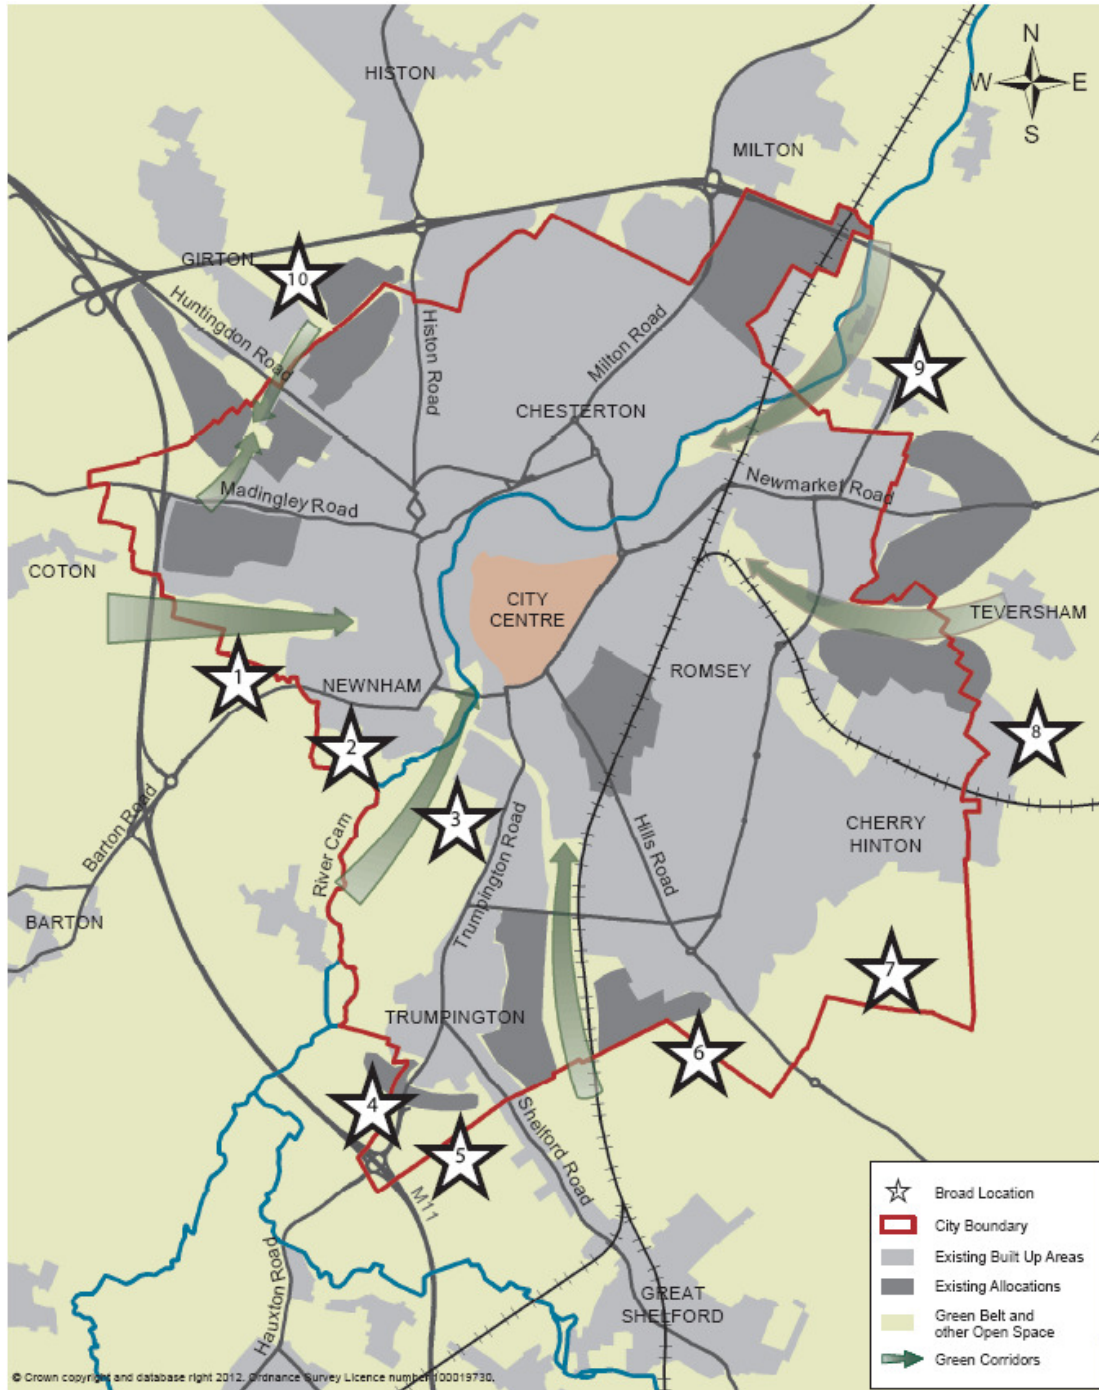 HISTON
N
W
E
S
MILTON
GIRTON
10
Huntingdon Road
Histon Road
Milton Road
9
CHESTERTON
A
Madingley Road
Newmarket Road
COTON
CITY
CENTRE
TEVERSHAM
ROMSEY
1
NEWNHAM
2
8
3
Barton Road
River Cam
Trumpington Road
Hills Road
CHERRY
HINTON
BARTON
7
TRUMPINGTON
6
4
5
Shelford Road
M11
Hauxton Road
GREAT
SHELFORD
Broad Location
City Boundary
Existing Built Up Areas
Existing Allocations
Green Belt and
other Open Space
Green Corridors
© Crown copyright and database right 2012. Ordnance Survey Licence number 100019730.